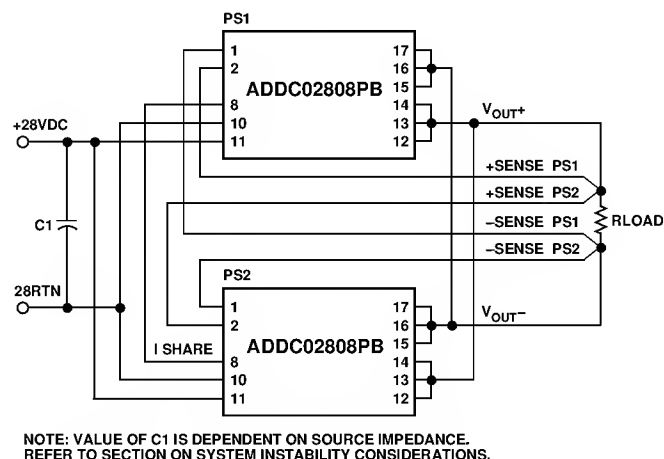 PS1
1
2
8
10
11
ADDC02808PB
17
16
15
14
13
12
+28VDC
C1
28RTN
VOUT+
+SENSE PS1
+SENSE PS2
–SENSE PS1
–SENSE PS2
RLOAD
PS2
1
2
8
10
11
I SHARE
ADDC02808PB
17
16
15
14
13
12
VOUT–
NOTE: VALUE OF C1 IS DEPENDENT ON SOURCE IMPEDANCE.
REFER TO SECTION ON SYSTEM INSTABILITY CONSIDERATIONS.